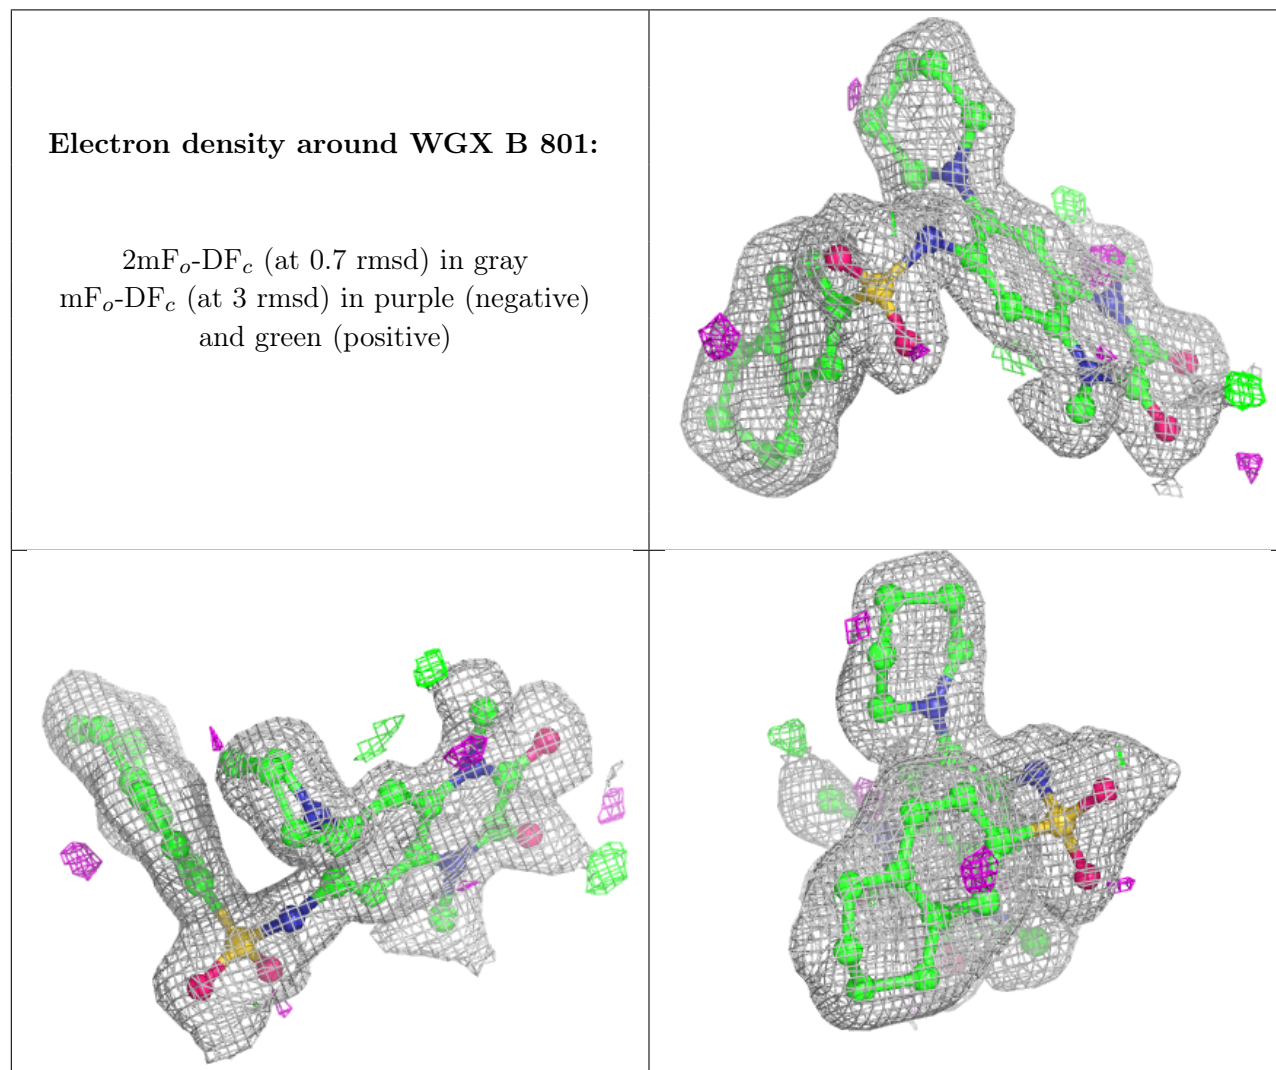 Electron density around WGX B 801:
2mFo-DFc (at 0.7 rmsd) in gray
mFo-DFc (at 3 rmsd) in purple (negative)
and green (positive)